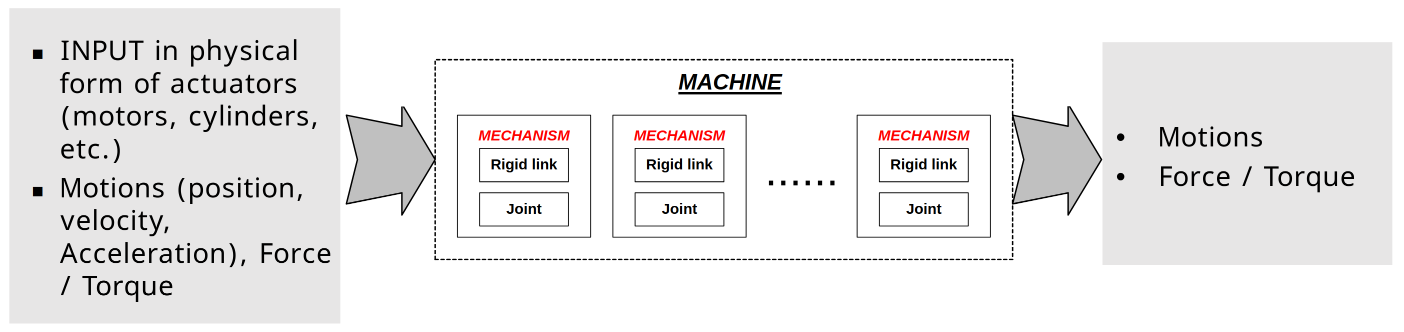 ▪ INPUT in physical
form of actuators
(motors, cylinders,
etc.)
▪ Motions (position,
velocity,
Acceleration), Force
/ Torque
MACHINE
MECHANISM
Rigid link
Joint
MECHANISM
Rigid link
Joint
......
MECHANISM
Rigid link
Joint
• Motions
• Force / Torque